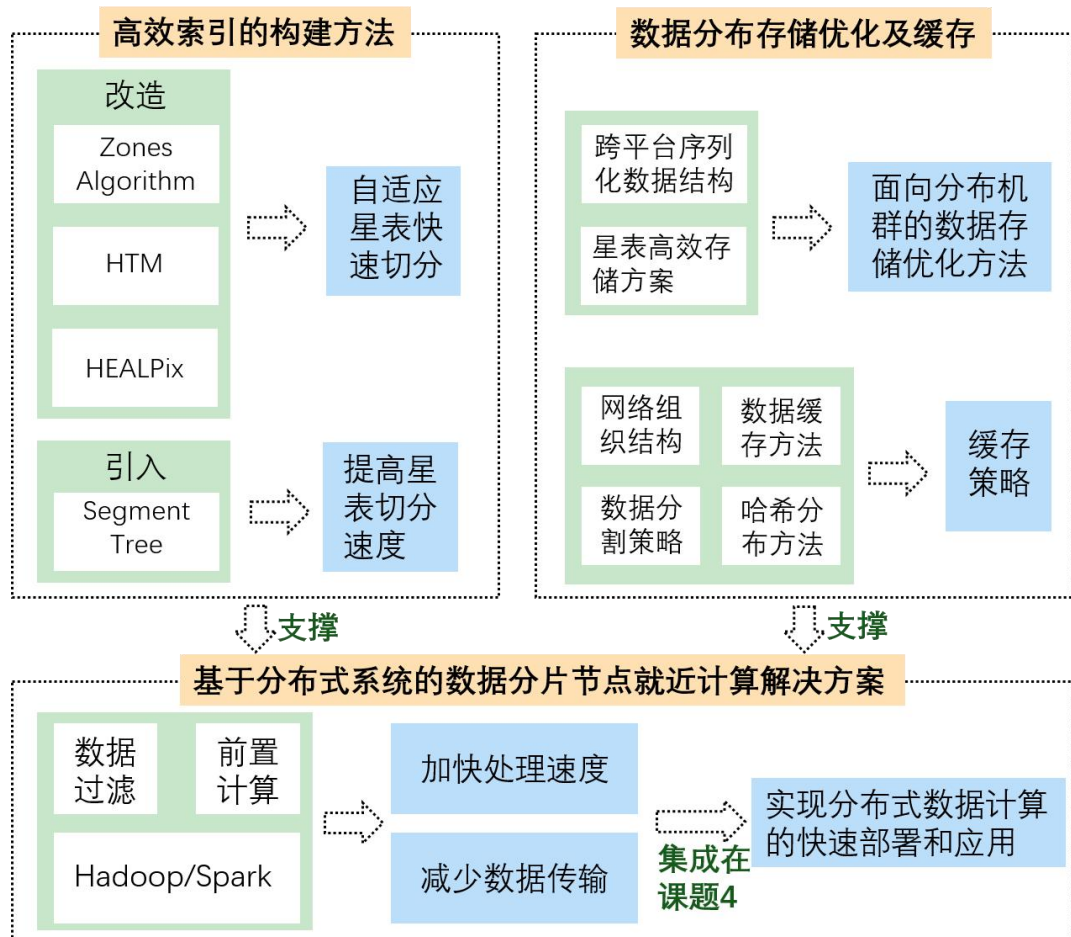 高效索引的构建方法
改造
Zones
Algorithm
HTM
HEALPix
自适应
星表快
速切分
引入
Segment
Tree
提高星
表切分
速度
数据分布存储优化及缓存
跨平台序列
化数据结构
星表高效存
储方案
面向分布机
群的数据存
储优化方法
网络组
织结构
数据缓
存方法
数据分
割策略
哈希分
布方法
缓存
策略
支撑
支撑
基于分布式系统的数据分片节点就近计算解决方案
数据
过滤
前置
计算
Hadoop/Spark
加快处理速度
减少数据传输
集成在
课题4
实现分布式数据计算
的快速部署和应用